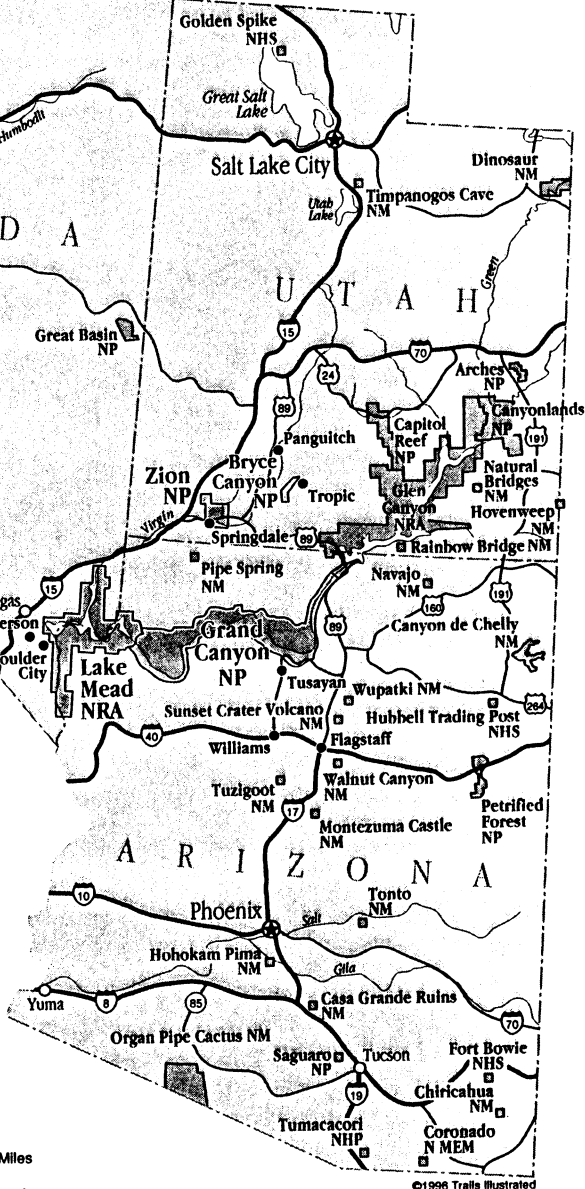 Golden Spike
NHS
U
Great Salt
Lake
Humboldt
Salt Lake City
Dinosaur
NM
Timpanogos Cave
NM
Utah
Lake
D A
Green
U T A H
Great Basin
NP
15
70
24
Arches
NP
89
Canyonlands
NP
Capitol
Reef
NP
191
Panguitch
Bryce
Canyon
NP
Zion
NP
Tropic
Natural
Bridges
NM
Glen
Canyon
NRA
Hovenweep
NM
Virgin
Springdale
89
Rainbow Bridge NM
Pipe Spring
NM
Navajo
NM
15
191
160
gas
erson
oulder
City
89
Canyon de Chelly
NM
Grand
Canyon
NP
Lake
Mead
NRA
Tusayan
Wupatki NM
264
Sunset Crater Volcano
NM
Hubbell Trading Post
NHS
40
Williams
Flagstaff
Walnut Canyon
NM
Tuzigoot
NM
17
Petrified
Forest
NP
Montezuma Castle
NM
A R I Z O N A
10
Tonto
NM
Phoenix
Salt
Hohokam Pima
NM
Gila
Yuma
8
85
Casa Grande Ruins
NM
70
Organ Pipe Cactus NM
Saguaro
NP
Tucson
Fort Bowie
NHS
19
Chiricahua
NM
Tumacacori
NHP
Coronado
N MEM
Miles
©1996 Trails Illustrated